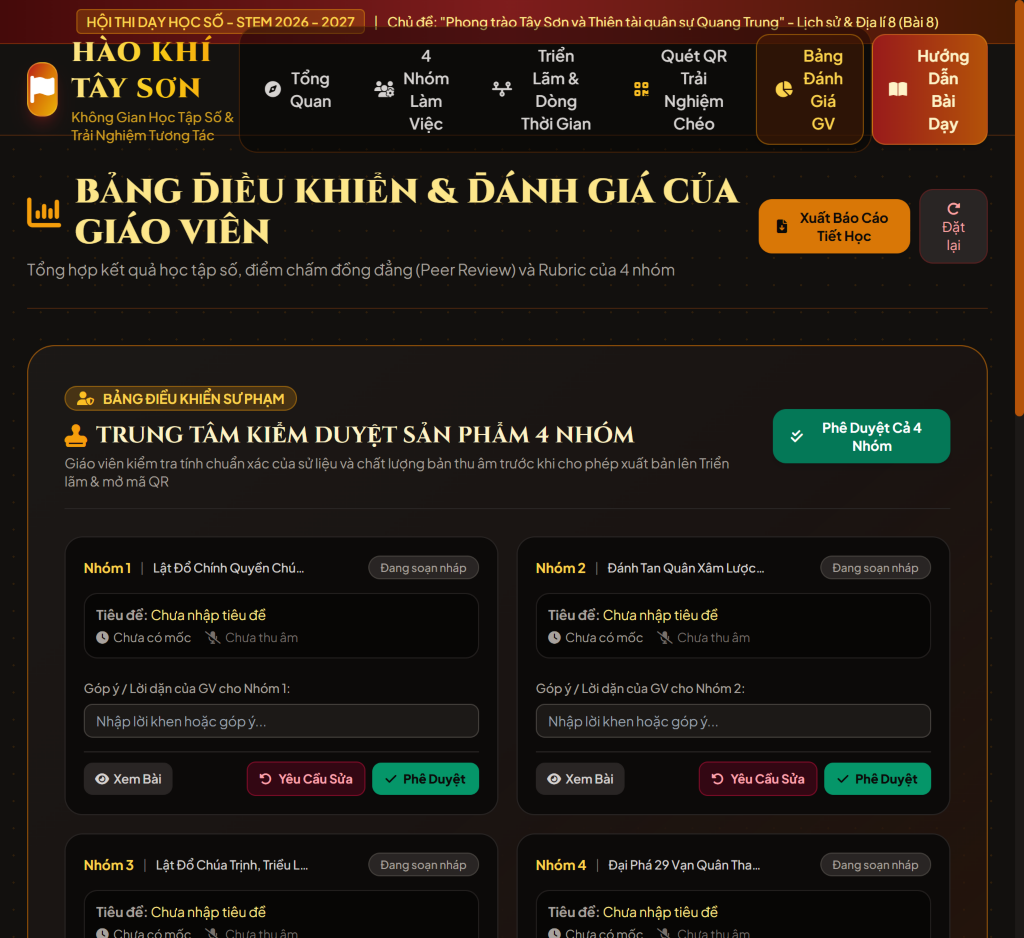 HỘI THI DẠY HỌC SỐ - STEM 2026 - 2027 | Chủ đề: "Phong trào Tây Sơn và Thiên tài quân sự Quang Trung" - Lịch sử & Địa lí 8 (Bài 8)
HÀO KHÍ
TÂY SƠN
Không Gian Học Tập Số &
Trải Nghiệm Tương Tác
Tổng
Quan
4
Nhóm
Làm
Việc
Triển
Lãm &
Dòng
Thời Gian
Quét QR
Trải
Nghiệm
Chéo
Bảng
Đánh
Giá
GV
Hướng
Dẫn
Bài
Dạy
BẢNG ĐIỀU KHIỂN & ĐÁNH GIÁ CỦA
GIÁO VIÊN
Tổng hợp kết quả học tập số, điểm chấm đồng đẳng (Peer Review) và Rubric của 4 nhóm
Xuất Báo Cáo
Tiết Học
Đặt
lại
BẢNG ĐIỀU KHIỂN SƯ PHẠM
TRUNG TÂM KIỂM DUYỆT SẢN PHẨM 4 NHÓM
Giáo viên kiểm tra tính chuẩn xác của sử liệu và chất lượng bản thu âm trước khi cho phép xuất bản lên Triển
lãm & mở mã QR
Phê Duyệt Cả 4
Nhóm
Nhóm 1 | Lật Đổ Chính Quyền Chú... Đang soạn nháp
Tiêu đề: Chưa nhập tiêu đề
Chưa có mốc Chưa thu âm
Góp ý / Lời dặn của GV cho Nhóm 1:
Nhập lời khen hoặc góp ý...
Xem Bài Yêu Cầu Sửa Phê Duyệt
Nhóm 2 | Đánh Tan Quân Xâm Lược... Đang soạn nháp
Tiêu đề: Chưa nhập tiêu đề
Chưa có mốc Chưa thu âm
Góp ý / Lời dặn của GV cho Nhóm 2:
Nhập lời khen hoặc góp ý...
Xem Bài Yêu Cầu Sửa Phê Duyệt
Nhóm 3 | Lật Đổ Chúa Trịnh, Triều L... Đang soạn nháp
Tiêu đề: Chưa nhập tiêu đề
Chưa có mốc Chưa thu âm
Nhóm 4 | Đại Phá 29 Vạn Quân Tha... Đang soạn nháp
Tiêu đề: Chưa nhập tiêu đề
Chưa có mốc Chưa thu âm